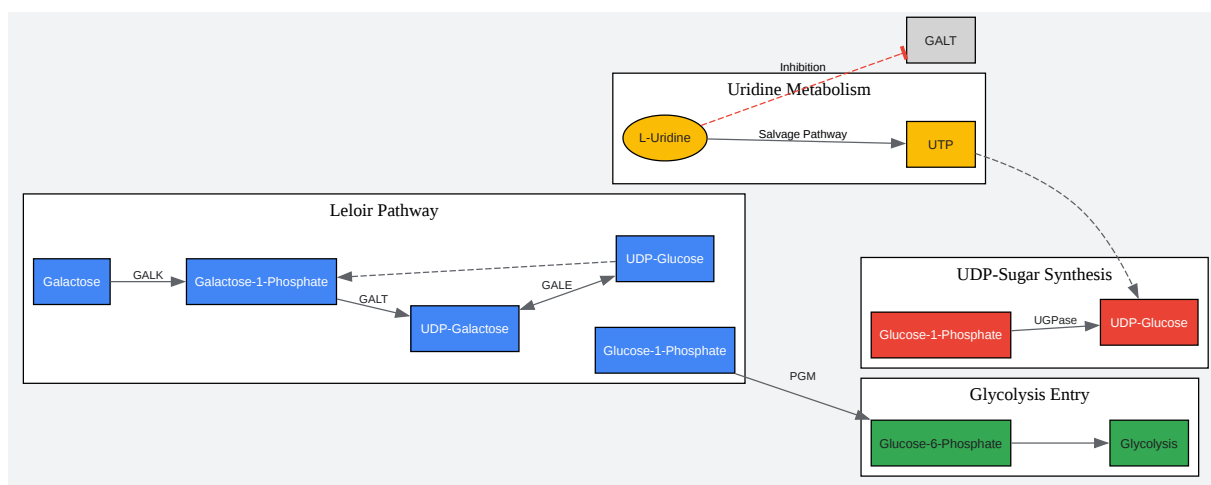 GALT
Inhibition
Uridine Metabolism
L-Uridine
Salvage Pathway
UTP
Leloir Pathway
Galactose
GALK
Galactose-1-Phosphate
GALT
UDP-Galactose
GALE
UDP-Glucose
Glucose-1-Phosphate
PGM
UDP-Sugar Synthesis
Glucose-1-Phosphate
UGPase
UDP-Glucose
Glycolysis Entry
Glucose-6-Phosphate
Glycolysis